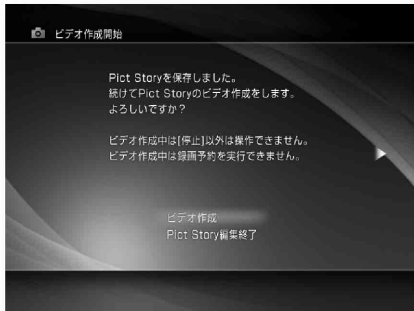 ビデオ作成開始
Pict Storyを保存しました。
続けてPict Storyのビデオ作成をします。
よろしいですか？
ビデオ作成中は[停止]以外は操作できません。
ビデオ作成中は録画予約を実行できません。
ビデオ作成
Pict Story編集終了